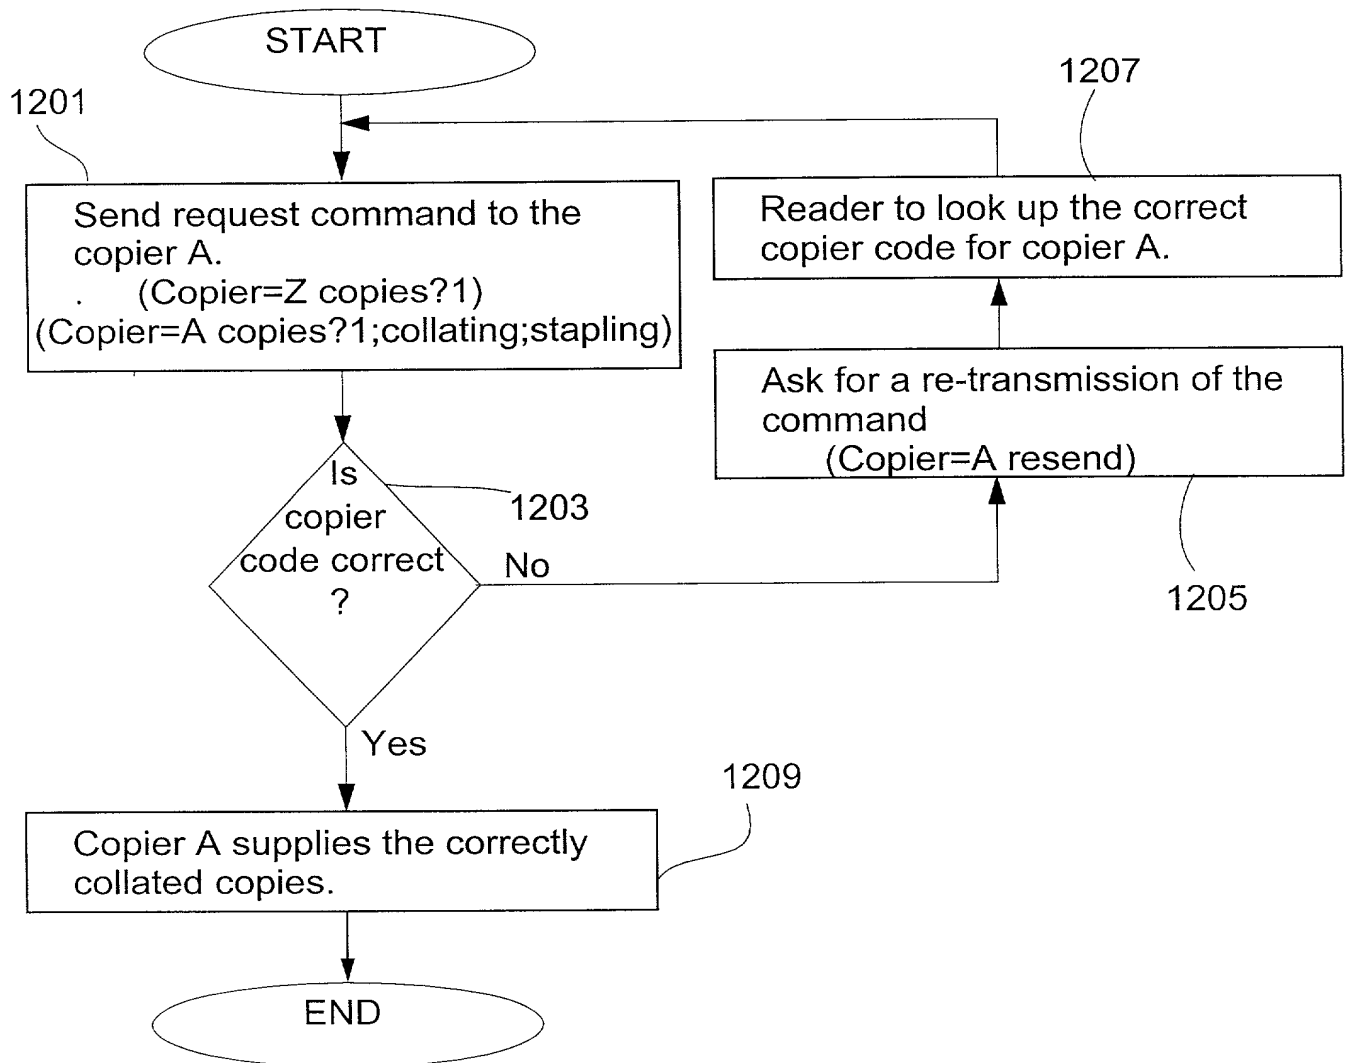 START
1201
Send request command to the
copier A.
. (Copier=Z copies?1)
(Copier=A copies?1;collating;stapling)
1203
Is
copier
code correct
?
No
Yes
1205
Ask for a re-transmission of the
command
(Copier=A resend)
1207
Reader to look up the correct
copier code for copier A.
1209
Copier A supplies the correctly
collated copies.
END